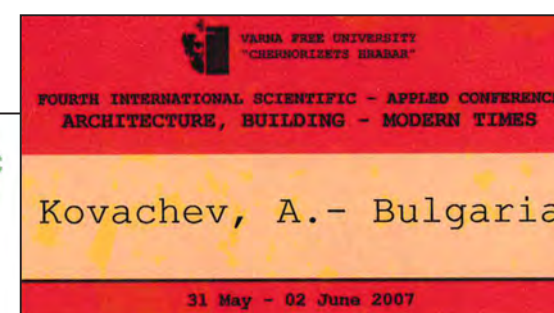 VARNA FREE UNIVERSITY
"CHERNORIZETS HRABAR"
FOURTH INTERNATIONAL SCIENTIFIC - APPLED CONFERENCE
ARCHITECTURE, BUILDING - MODERN TIMES
Kovachev, A.- Bulgaria
31 May - 02 June 2007